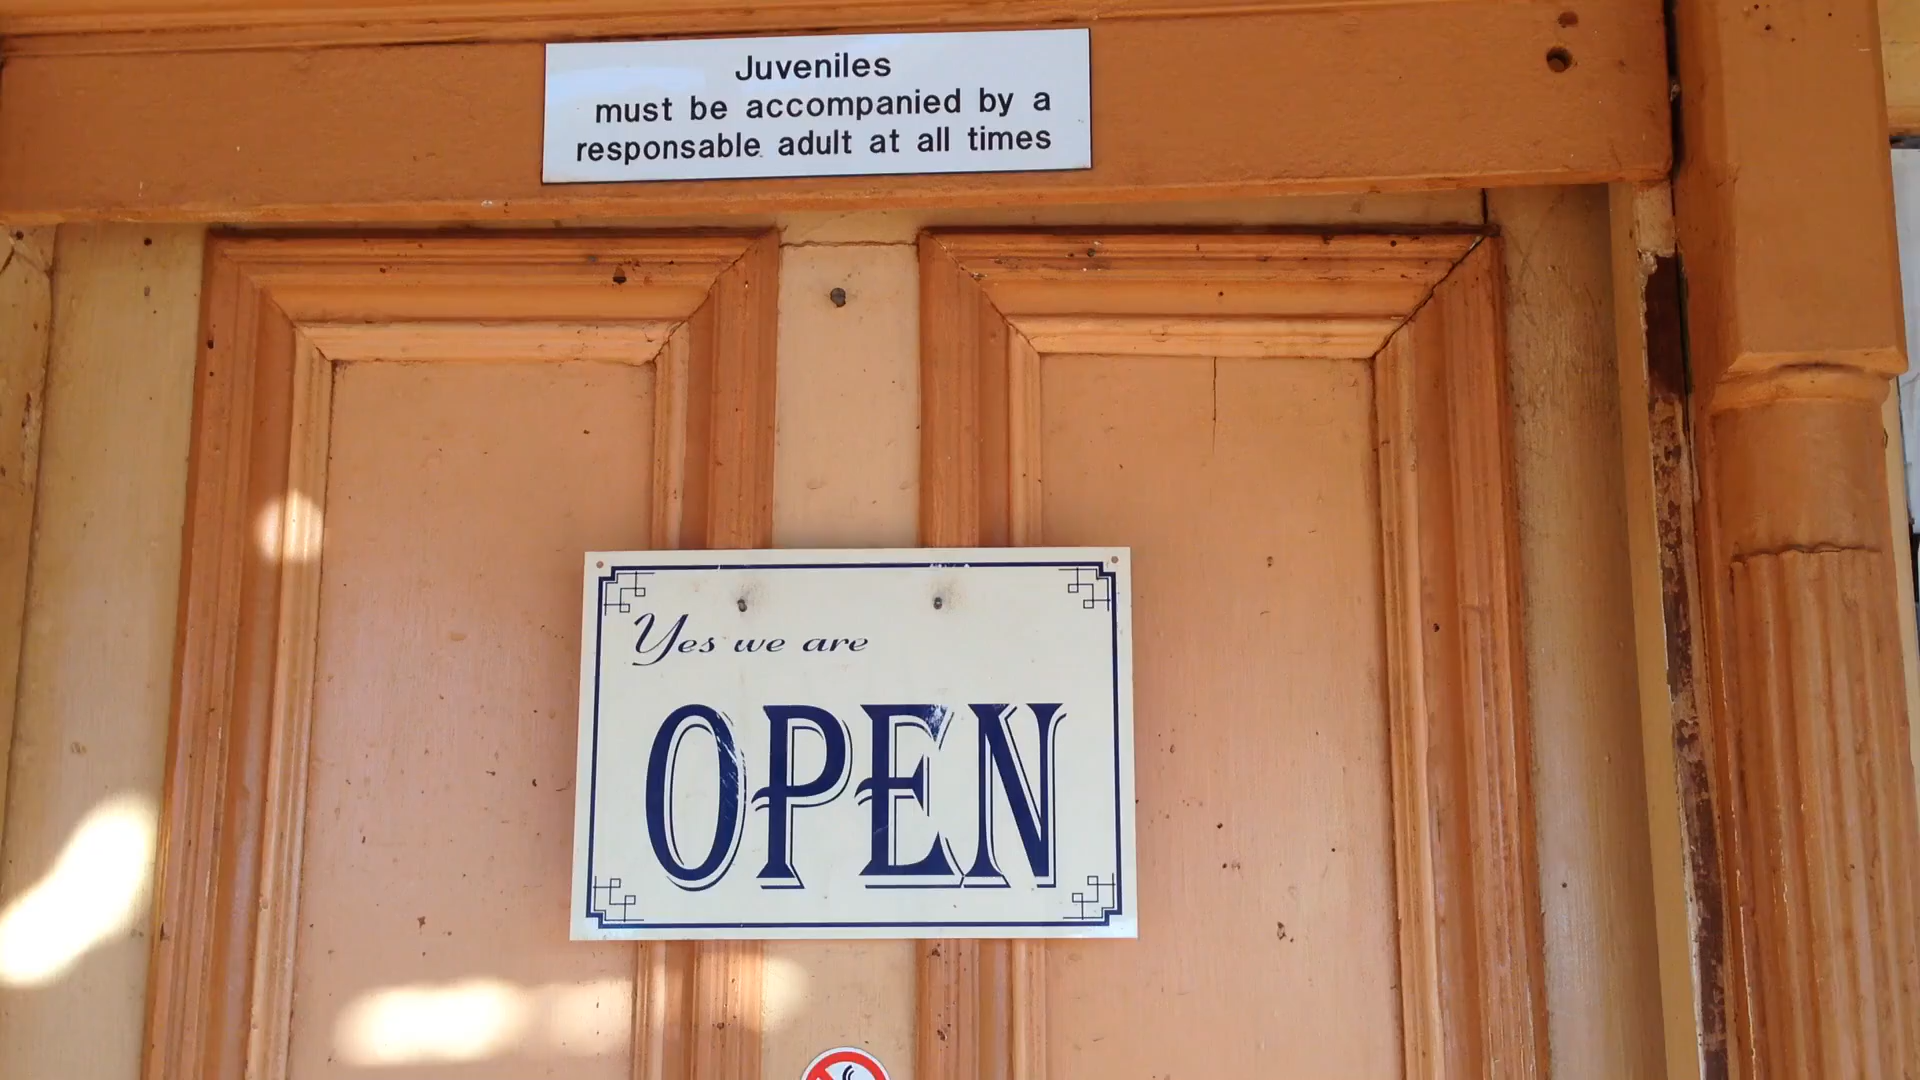 Juveniles
must be accompanied by a
responsable adult at all times
Yes we are
OPEN